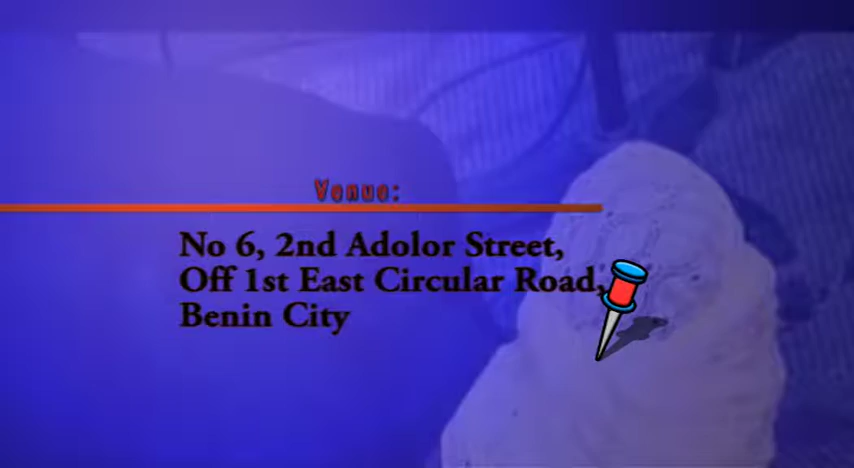 Venue:
No 6, 2nd Adolor Street,
Off 1st East Circular Road,
Benin City